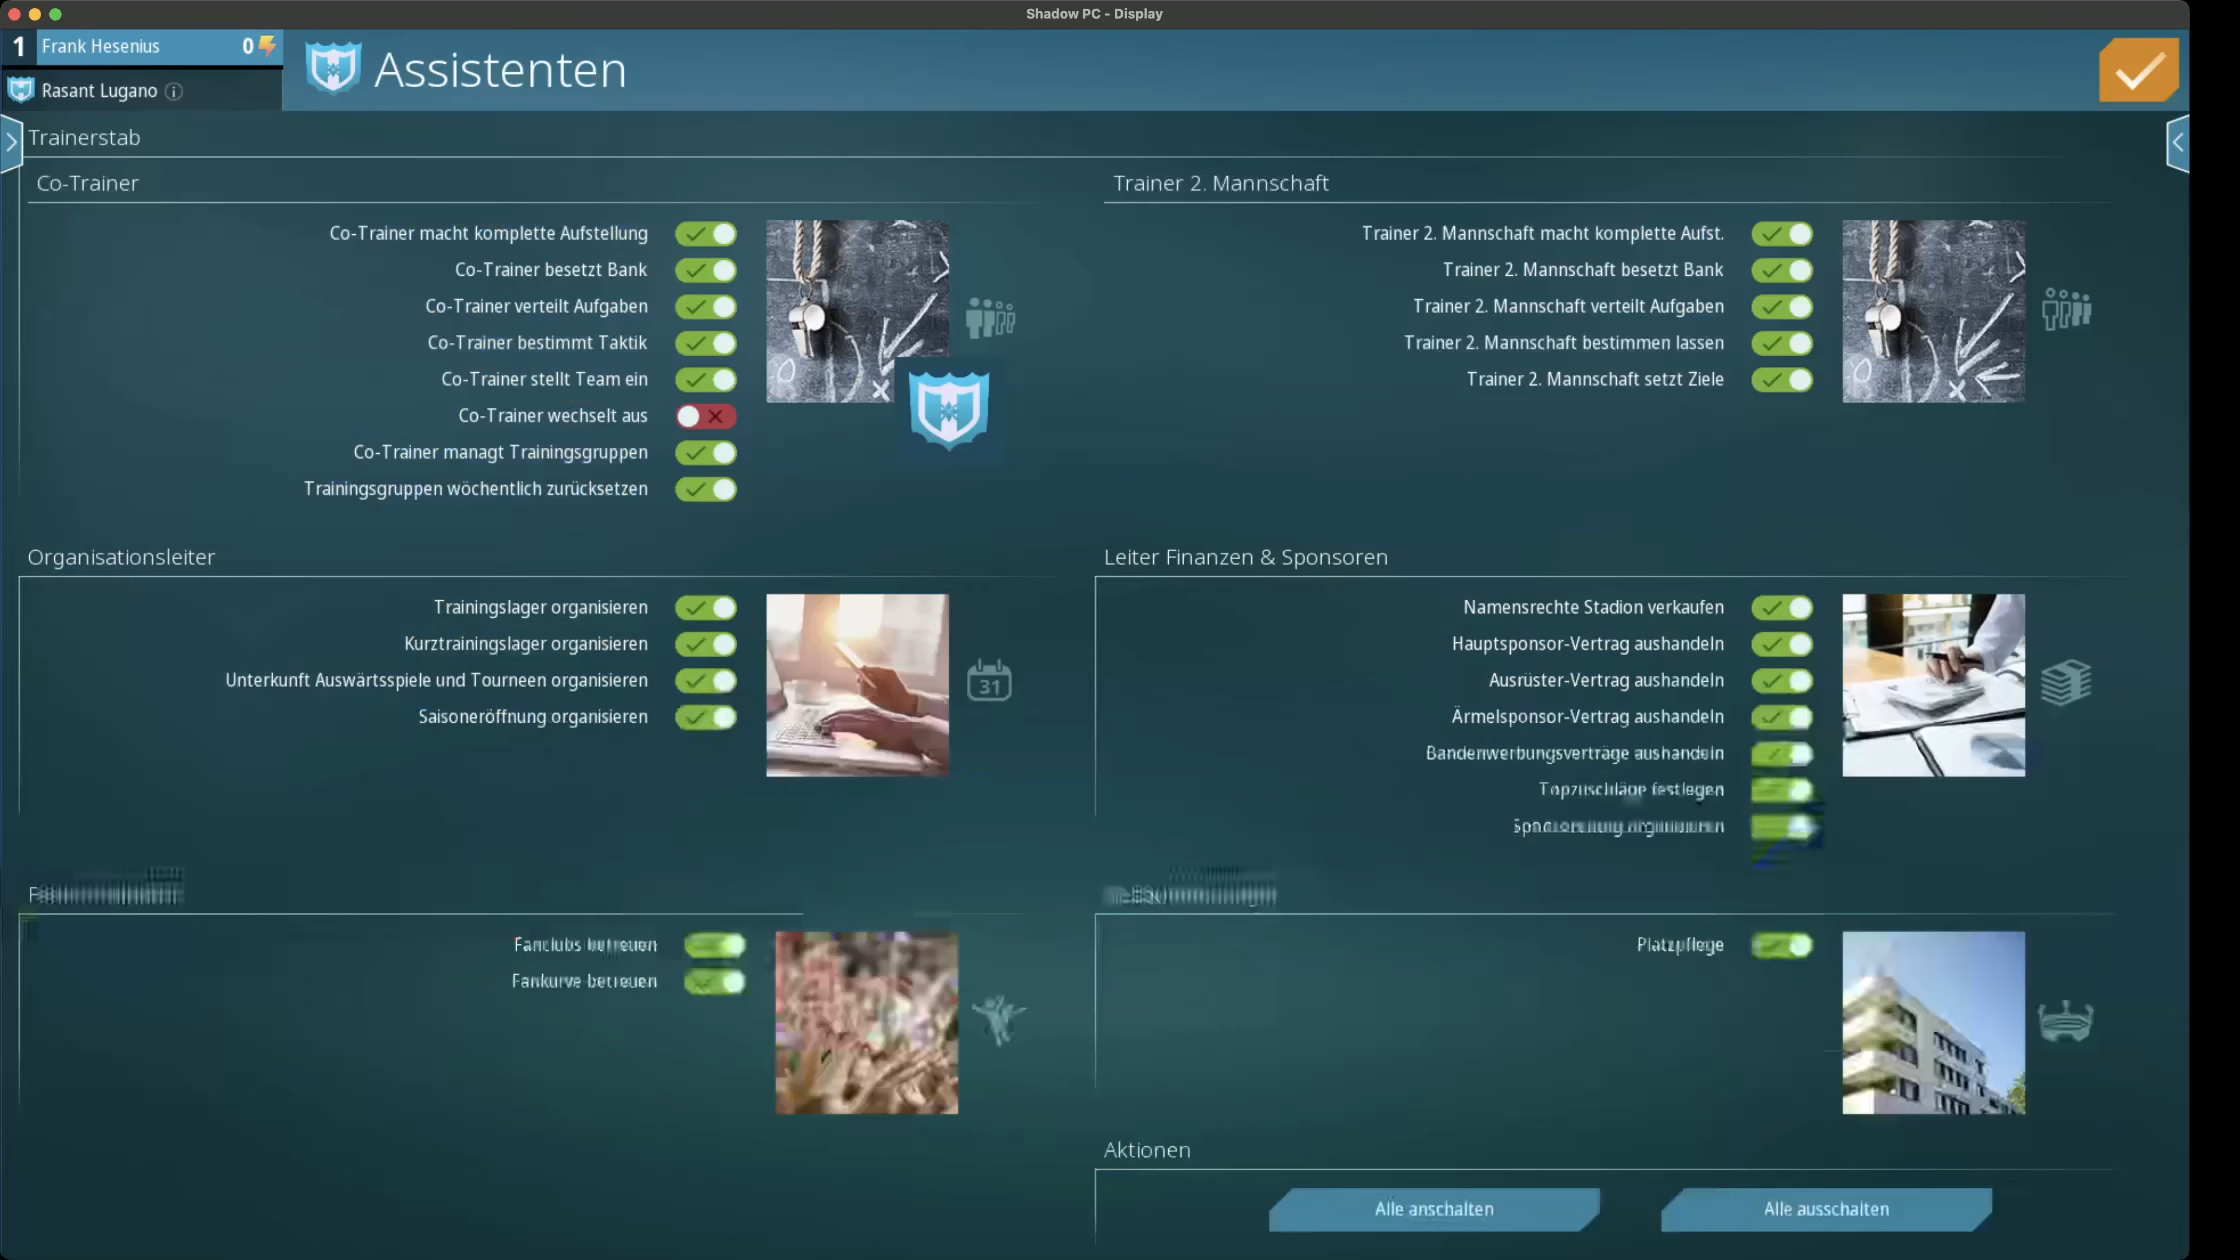 Shadow PC - Display
1 Frank Hesenius 0
Rasant Lugano
Assistenten
Trainerstab
Co-Trainer
Co-Trainer macht komplette Aufstellung
Co-Trainer besetzt Bank
Co-Trainer verteilt Aufgaben
Co-Trainer bestimmt Taktik
Co-Trainer stellt Team ein
Co-Trainer wechselt aus
Co-Trainer managt Trainingsgruppen
Trainingsgruppen wöchentlich zurücksetzen
Trainer 2. Mannschaft
Trainer 2. Mannschaft macht komplette Aufst.
Trainer 2. Mannschaft besetzt Bank
Trainer 2. Mannschaft verteilt Aufgaben
Trainer 2. Mannschaft bestimmen lassen
Trainer 2. Mannschaft setzt Ziele
Organisationsleiter
Trainingslager organisieren
Kurztrainingslager organisieren
Unterkunft Auswärtsspiele und Tourneen organisieren
Saisoneröffnung organisieren
31
Leiter Finanzen & Sponsoren
Namensrechte Stadion verkaufen
Hauptsponsor-Vertrag aushandeln
Ausrüster-Vertrag aushandeln
Ärmelsponsor-Vertrag aushandeln
Bandenwerbungsverträge aushandeln
Topzuschläge festlegen
Fanclubs betreuen
Fankurve betreuen
Platzpflege
Aktionen
Alle anschalten
Alle ausschalten